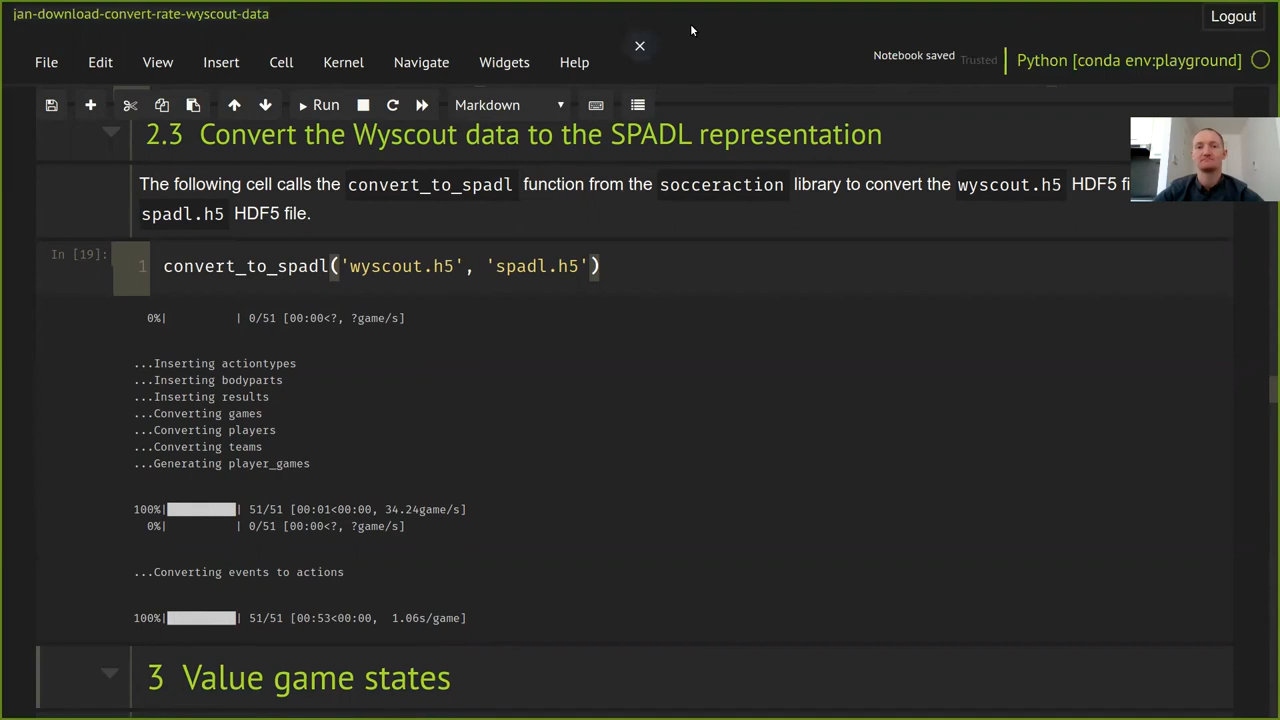 jan-download-convert-rate-wyscout-data
Logout
File Edit View Insert Cell Kernel Navigate Widgets Help
Notebook saved Trusted Python [conda env:playground]
Run Markdown
2.3 Convert the Wyscout data to the SPADL representation
The following cell calls the convert_to_spadl function from the socceraction library to convert the wyscout.h5 HDF5
spadl.h5 HDF5 file.
In [19]: 1 convert_to_spadl('wyscout.h5', 'spadl.h5')
0%| | 0/51 [00:00<?, ?game/s]
...Inserting actiontypes
...Inserting bodyparts
...Inserting results
...Converting games
...Converting players
...Converting teams
...Generating player_games
100%| | 51/51 [00:01<00:00, 34.24game/s]
0%| | 0/51 [00:00<?, ?game/s]
...Converting events to actions
100%| | 51/51 [00:53<00:00, 1.06s/game]
3 Value game states